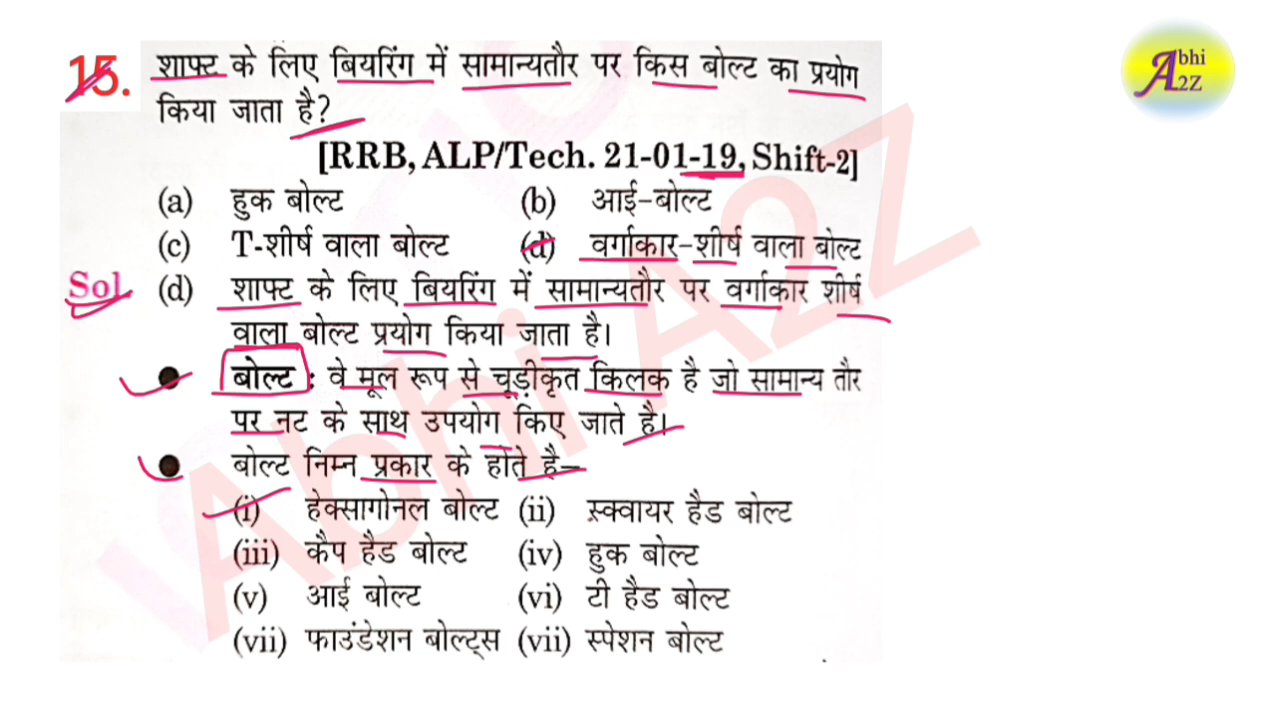 15. शाफ्ट के लिए बियरिंग में सामान्यतौर पर किस बोल्ट का प्रयोग
किया जाता है?
[RRB, ALP/Tech. 21-01-19, Shift-2]
(a) हुक बोल्ट (b) आई-बोल्ट
(c) T-शीर्ष वाला बोल्ट (d) वर्गाकार-शीर्ष वाला बोल्ट
Sol. (d) शाफ्ट के लिए बियरिंग में सामान्यतौर पर वर्गाकार शीर्ष
वाला बोल्ट प्रयोग किया जाता है।
● बोल्ट : वे मूल रूप से चूड़ीकृत किलक है जो सामान्य तौर
पर नट के साथ उपयोग किए जाते है।
● बोल्ट निम्न प्रकार के होते है–
(i) हेक्सागोनल बोल्ट (ii) स्क्वायर हैड बोल्ट
(iii) कैप हैड बोल्ट (iv) हुक बोल्ट
(v) आई बोल्ट (vi) टी हैड बोल्ट
(vii) फाउंडेशन बोल्ट्स (vii) स्पेशन बोल्ट
Abhi A2Z
Abhi
A2Z